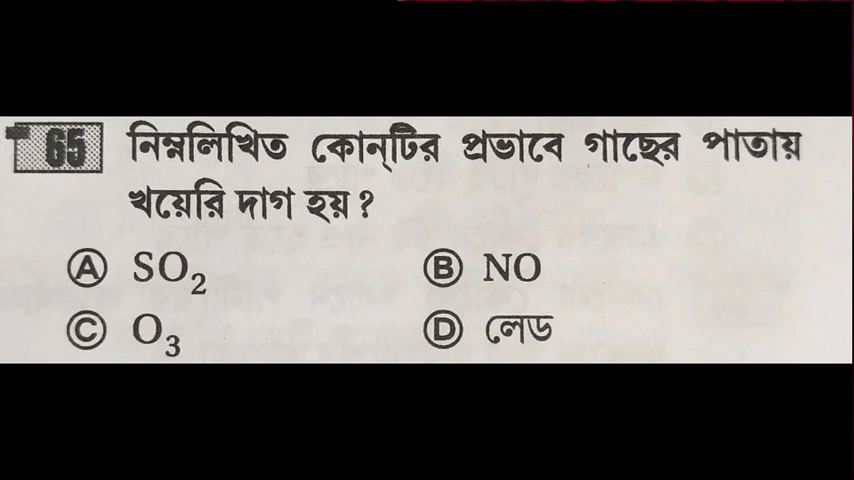 65 নিম্নলিখিত কোন্‌টির প্রভাবে গাছের পাতায়
খয়েরি দাগ হয়?
Ⓐ SO₂ Ⓑ NO
Ⓒ O₃ Ⓓ লেড